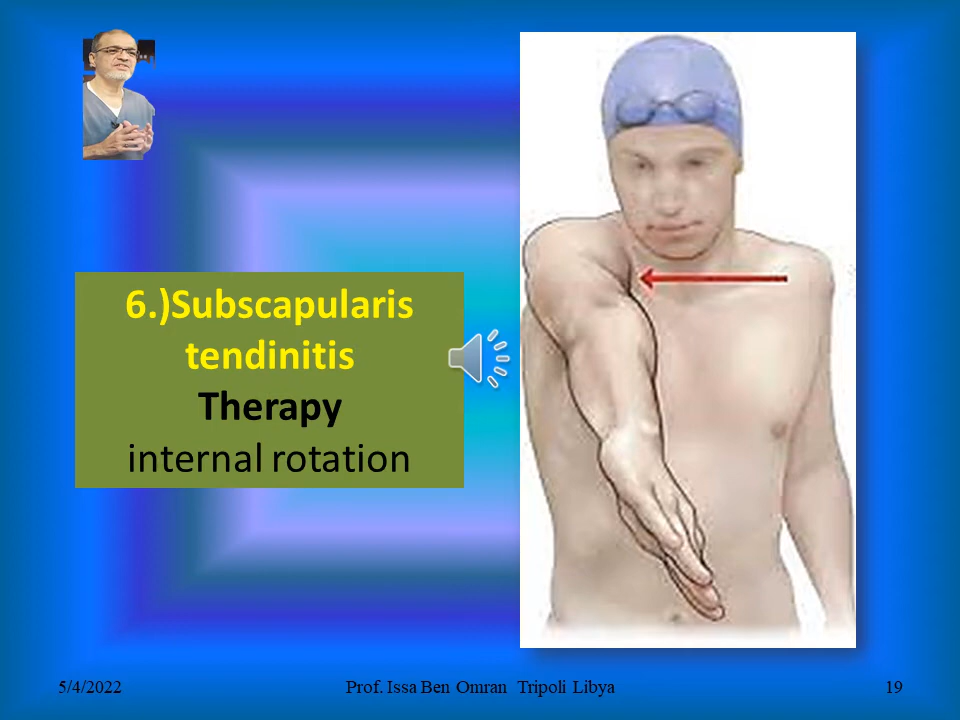 6.)Subscapularis
tendinitis
Therapy
internal rotation
5/4/2022
Prof. Issa Ben Omran Tripoli Libya
19